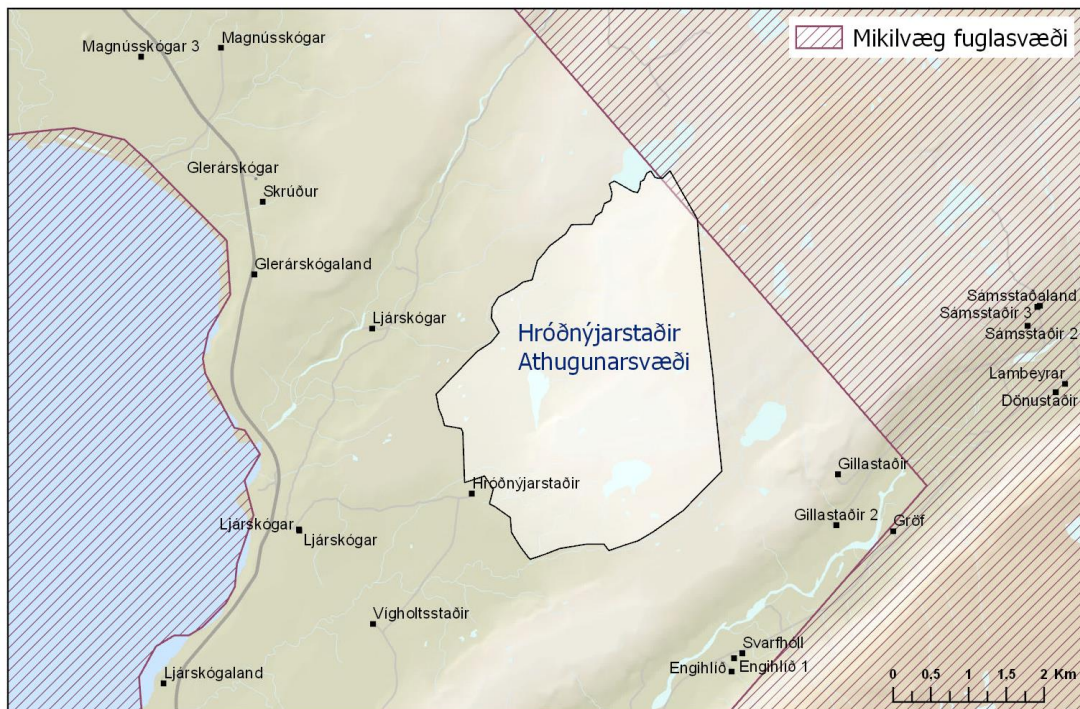 Magnússkógar
Magnússkógar 3
Mikilvæg fuglasvæði
Glerárskógar
Skrúður
Glerárskógaland
Ljárskógar
Sámsstaðaland
Sámsstaðir 3
Sámsstaðir 2
Hróðnýjarstaðir
Athugunarsvæði
Lambeyrar
Dönustaðir
Gillastaðir
Hróðnýjarstaðir
Gillastaðir 2
Gröf
Ljárskógar
Ljárskógar
Vígholtsstaðir
Svarfhóll
Engihlíð
Engihlíð 1
Ljárskógaland
0 0,5 1 1,5 2 Km